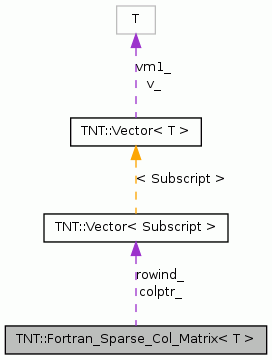 T
vm1_
v_
TNT::Vector< T >
< Subscript >
TNT::Vector< Subscript >
rowind_
colptr_
TNT::Fortran_Sparse_Col_Matrix< T >